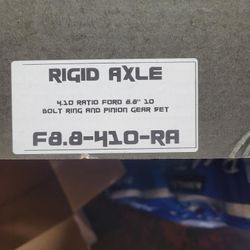 RIGID AXLE
4.10 RATIO FORD 8.8" 10
BOLT RING AND PINION GEAR SET
F8.8-410-RA